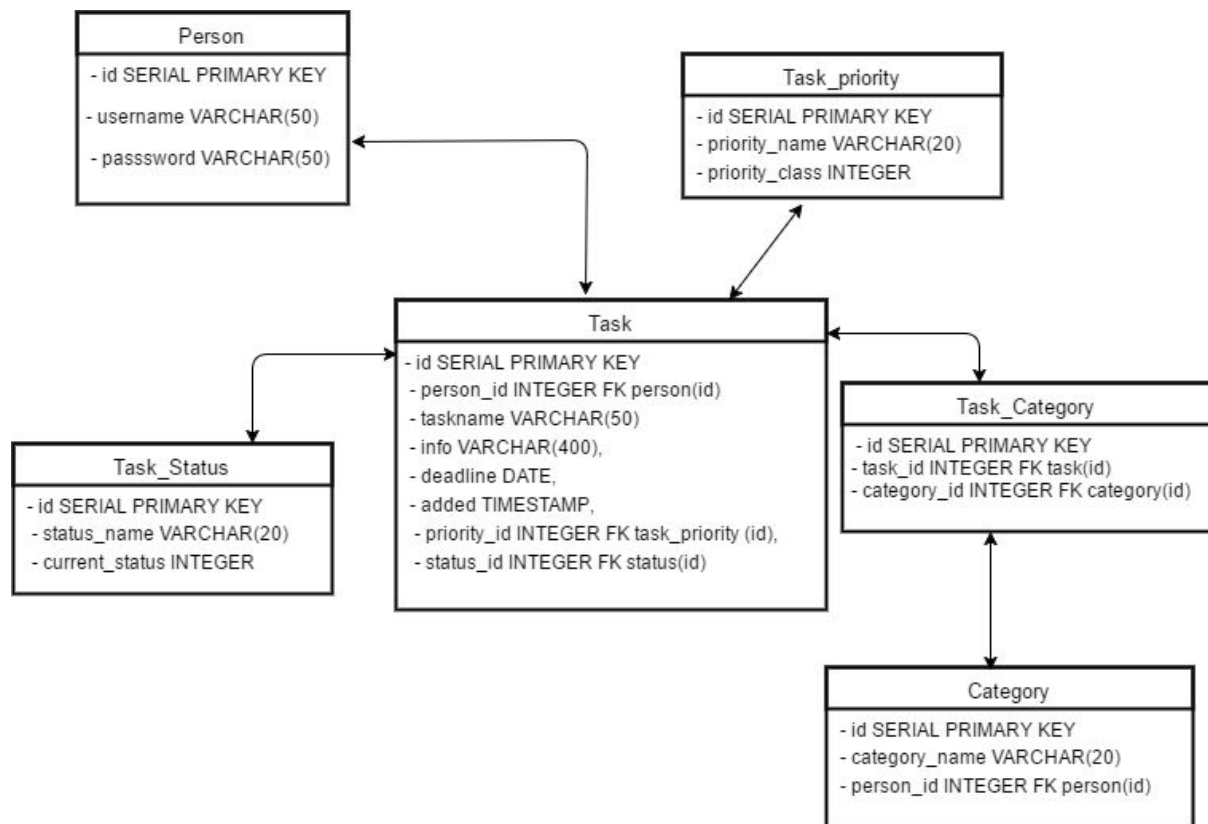 Person
- id SERIAL PRIMARY KEY
- username VARCHAR(50)
- passsword VARCHAR(50)
Task_priority
- id SERIAL PRIMARY KEY
- priority_name VARCHAR(20)
- priority_class INTEGER
Task
- id SERIAL PRIMARY KEY
- person_id INTEGER FK person(id)
- taskname VARCHAR(50)
- info VARCHAR(400),
- deadline DATE,
- added TIMESTAMP,
- priority_id INTEGER FK task_priority (id),
- status_id INTEGER FK status(id)
Task_Status
- id SERIAL PRIMARY KEY
- status_name VARCHAR(20)
- current_status INTEGER
Task_Category
- id SERIAL PRIMARY KEY
- task_id INTEGER FK task(id)
- category_id INTEGER FK category(id)
Category
- id SERIAL PRIMARY KEY
- category_name VARCHAR(20)
- person_id INTEGER FK person(id)